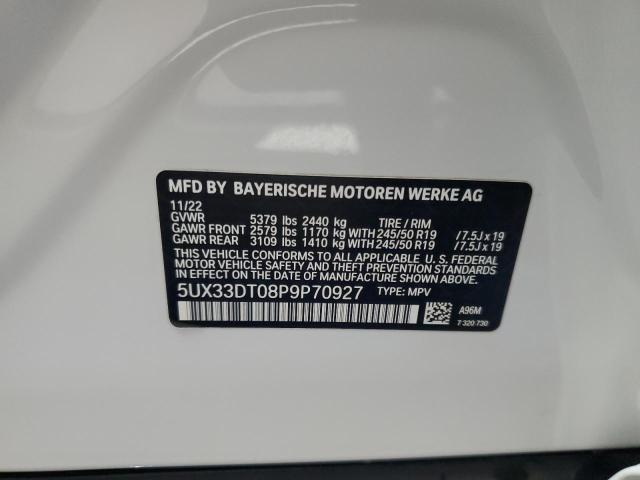 MFD BY BAYERISCHE MOTOREN WERKE AG
11/22
GVWR 5379 lbs 2440 kg TIRE / RIM
GAWR FRONT 2579 lbs 1170 kg WITH 245/50 R19 / 7.5J x 19
GAWR REAR 3109 lbs 1410 kg WITH 245/50 R19 / 7.5J x 19
THIS VEHICLE CONFORMS TO ALL APPLICABLE U. S. FEDERAL
MOTOR VEHICLE SAFETY AND THEFT PREVENTION STANDARDS
IN EFFECT ON THE DATE OF MANUFACTURE SHOWN ABOVE.
5UX33DT08P9P70927 TYPE: MPV
A96M
7 320 730